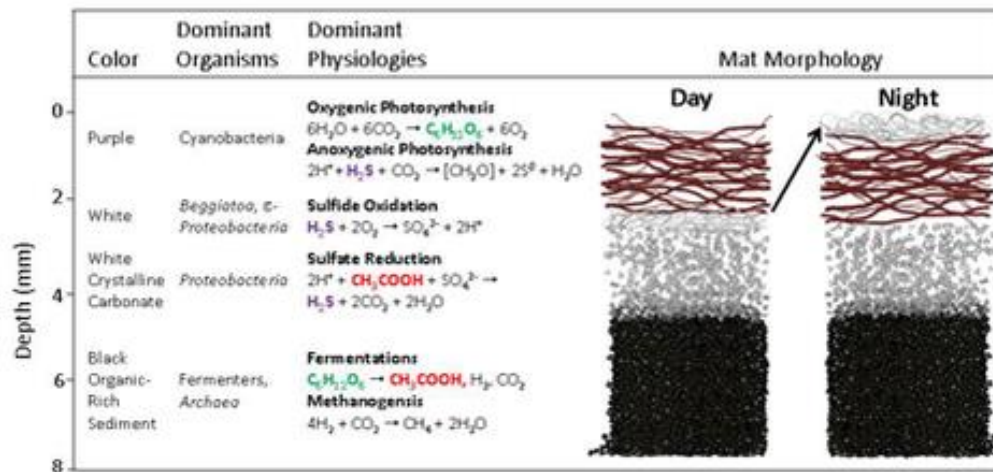 Color
Dominant Organisms
Dominant Physiologies
Mat Morphology
Day
Night
Depth (mm)
0
2
4
6
8
Purple
Cyanobacteria
Oxygenic Photosynthesis
6H₂O + 6CO₂ → C₆H₁₂O₆ + 6O₂
Anoxygenic Photosynthesis
2H⁺ + H₂S + CO₂ → [CH₂O] + 2S⁰ + H₂O
White
Beggiatoa, ε-
Proteobacteria
Sulfide Oxidation
H₂S + 2O₂ → SO₄²⁻ + 2H⁺
White
Crystalline
Carbonate
Proteobacteria
Sulfate Reduction
2H⁺ + CH₃COOH + SO₄²⁻ →
H₂S + 2CO₂ + 2H₂O
Black
Organic-
Rich
Sediment
Fermenters,
Archaea
Fermentations
C₆H₁₂O₆ → CH₃COOH, H₂, CO₂
Methanogensis
4H₂ + CO₂ → CH₄ + 2H₂O